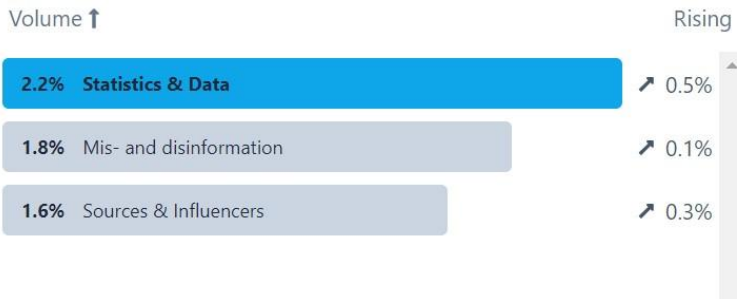 Volume ↑ Rising
2.2% Statistics & Data ↗ 0.5%
1.8% Mis- and disinformation ↗ 0.1%
1.6% Sources & Influencers ↗ 0.3%